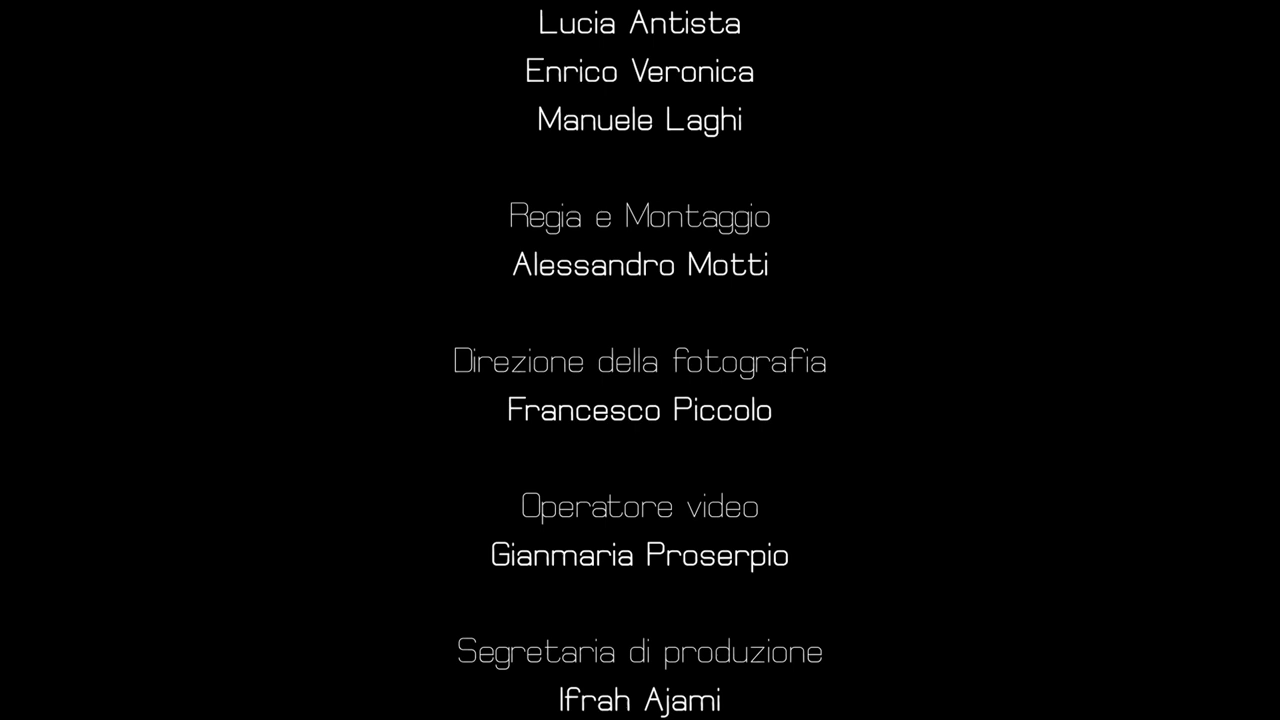 Lucia Antista
Enrico Veronica
Manuele Laghi
Regia e Montaggio
Alessandro Motti
Direzione della fotografia
Francesco Piccolo
Operatore video
Gianmaria Proserpio
Segretaria di produzione
Ifrah Ajami